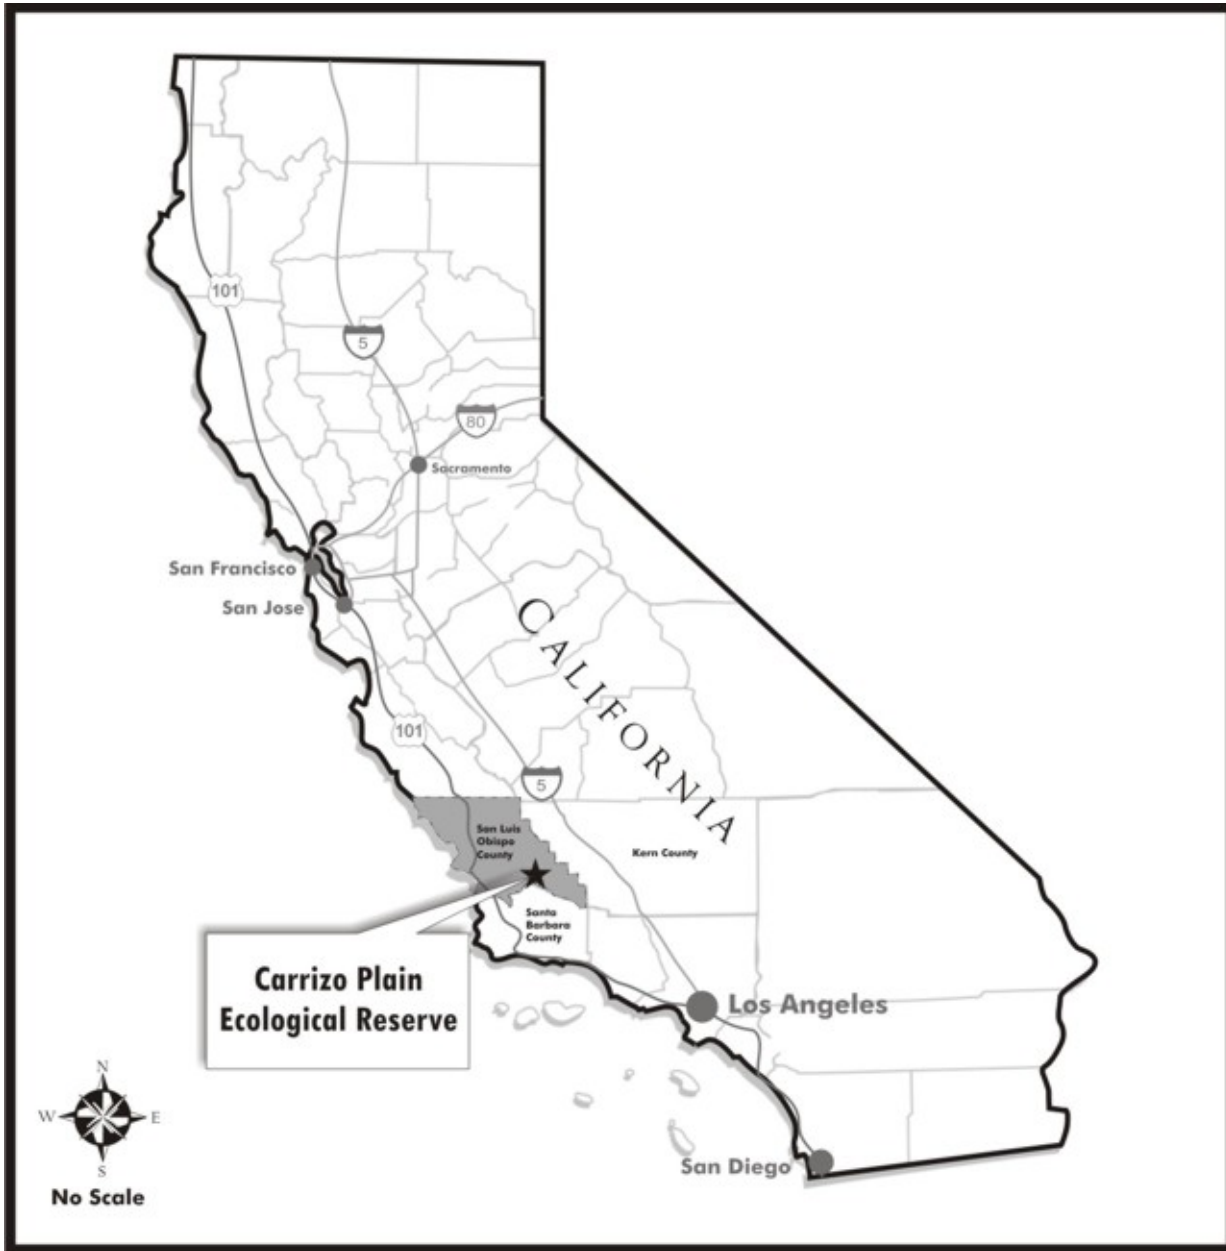 101
5
80
Sacramento
San Francisco
San Jose
CALIFORNIA
101
5
San Luis
Obispo
County
Kern County
Santa
Barbara
County
Carrizo Plain
Ecological Reserve
Los Angeles
San Diego
N
W E
S
No Scale